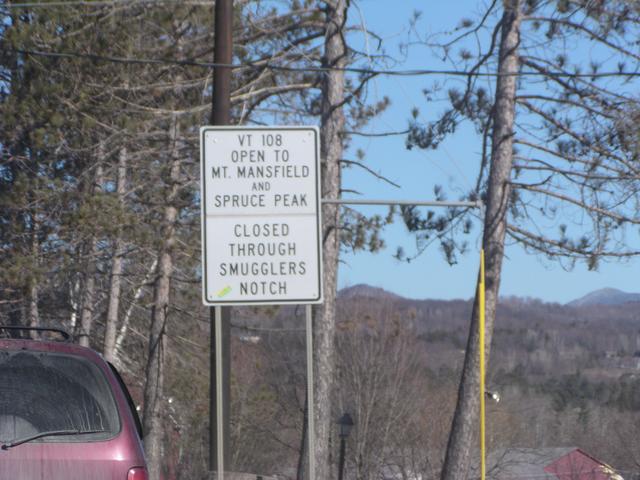 VT 108
OPEN TO
MT. MANSFIELD
AND
SPRUCE PEAK
CLOSED
THROUGH
SMUGGLERS
NOTCH